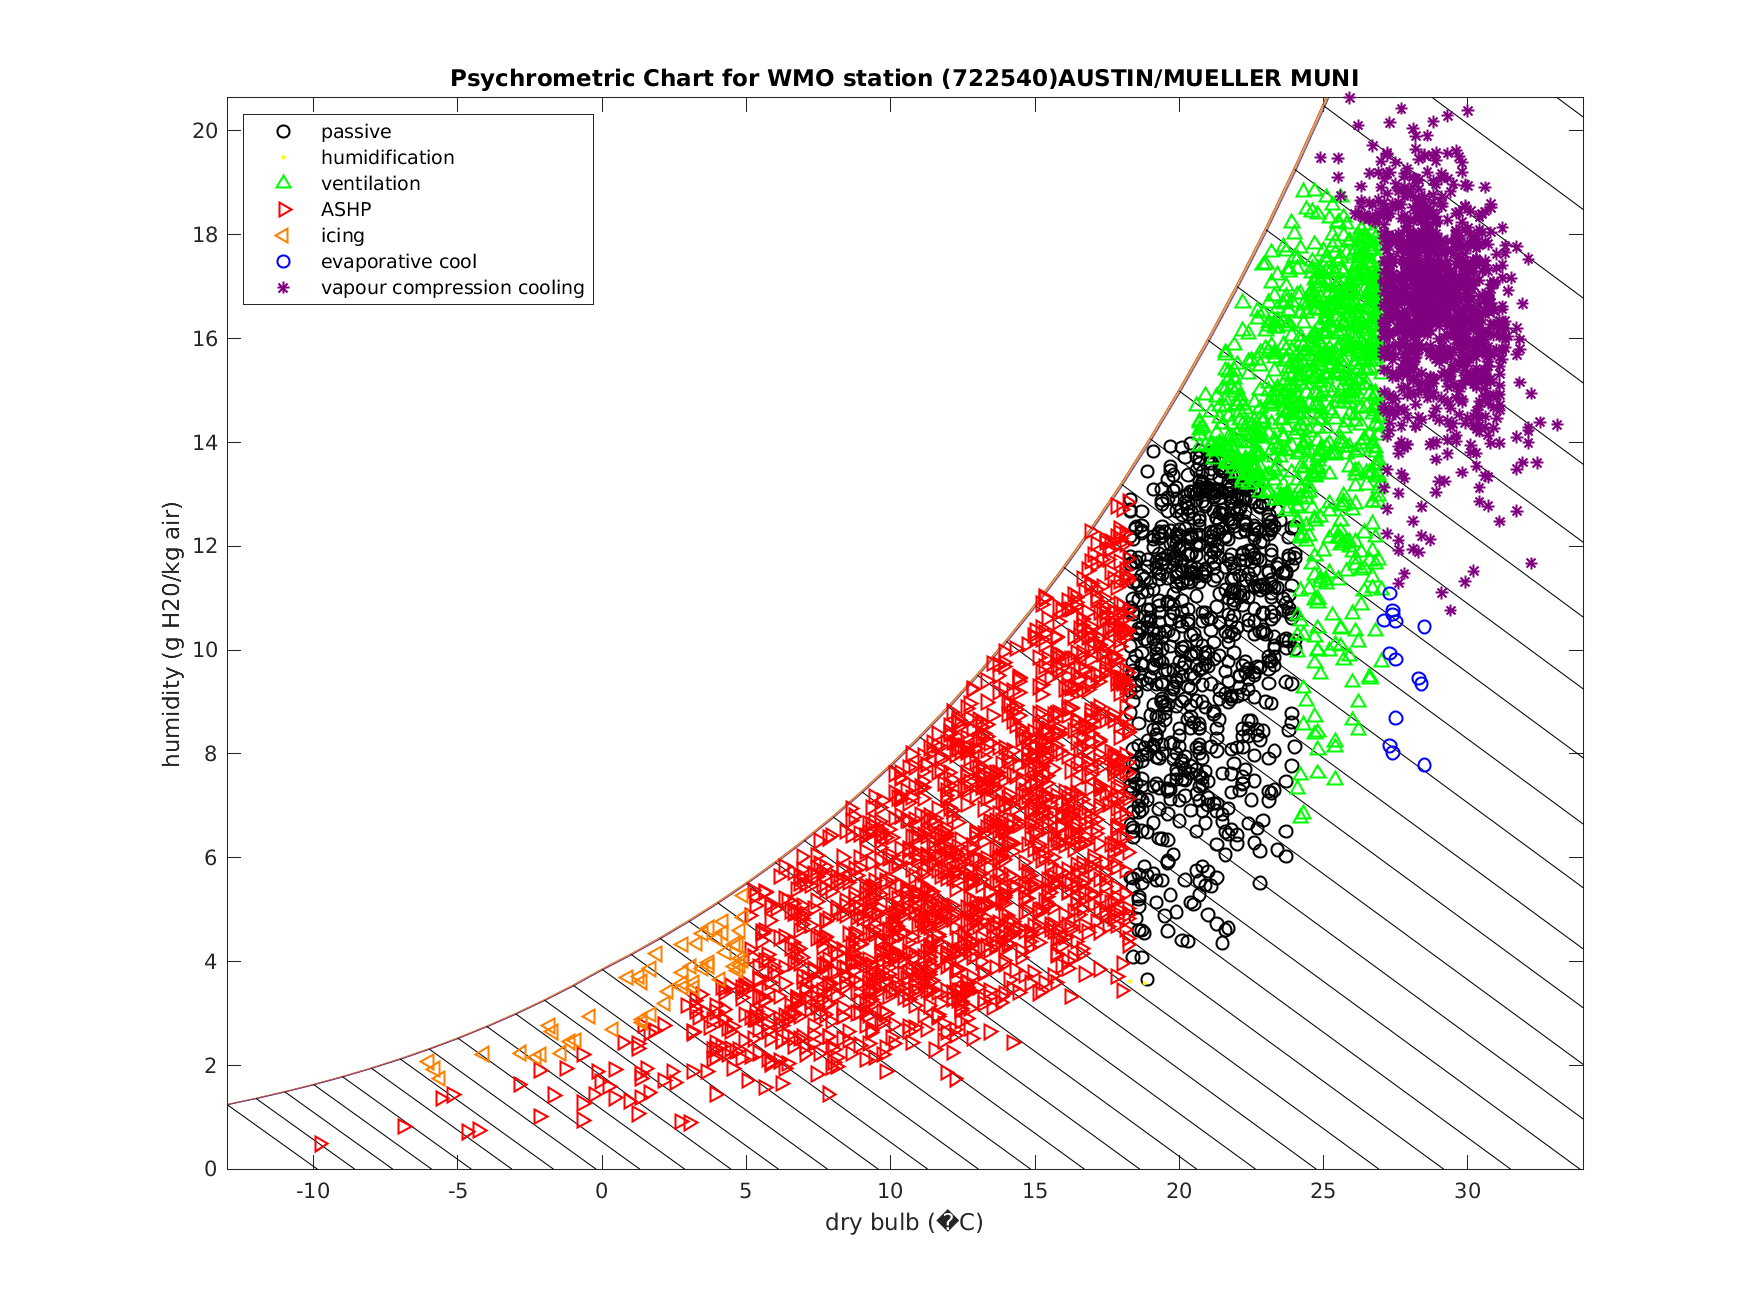 Psychrometric Chart for WMO station (722540)AUSTIN/MUELLER MUNI
passive
humidification
ventilation
ASHP
icing
evaporative cool
vapour compression cooling
humidity (g H20/kg air)
20
18
16
14
12
10
8
6
4
2
0
-10 -5 0 5 10 15 20 25 30
dry bulb (�C)